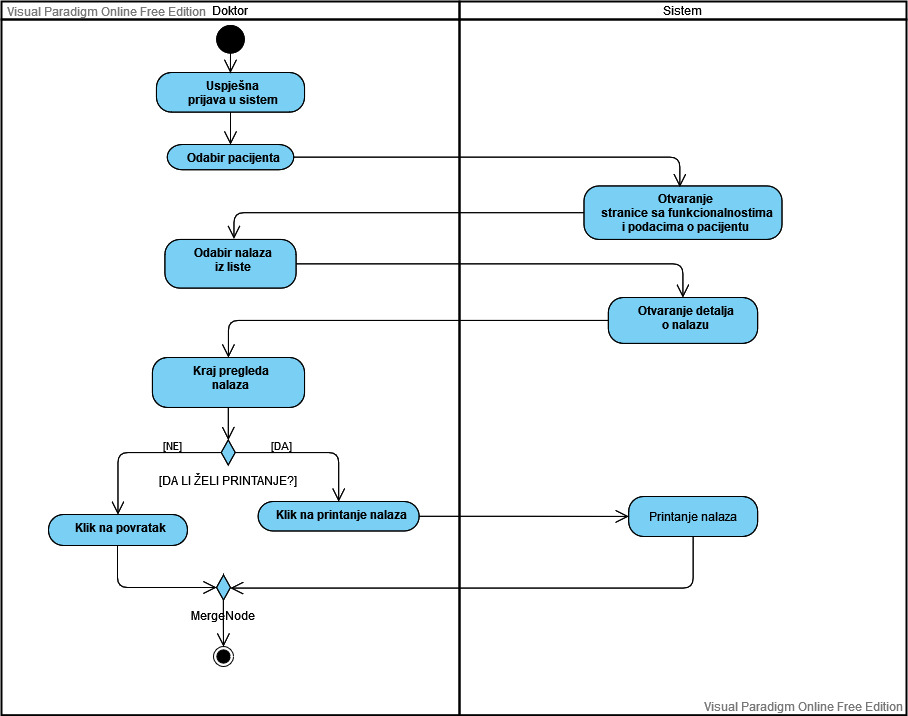 Visual Paradigm Online Free Edition
Doktor
Sistem
Uspješna
prijava u sistem
Odabir pacijenta
Otvaranje
stranice sa funkcionalnostima
i podacima o pacijentu
Odabir nalaza
iz liste
Otvaranje detalja
o nalazu
Kraj pregleda
nalaza
[NE]
[DA]
[DA LI ŽELI PRINTANJE?]
Klik na povratak
Klik na printanje nalaza
Printanje nalaza
MergeNode
Visual Paradigm Online Free Edition